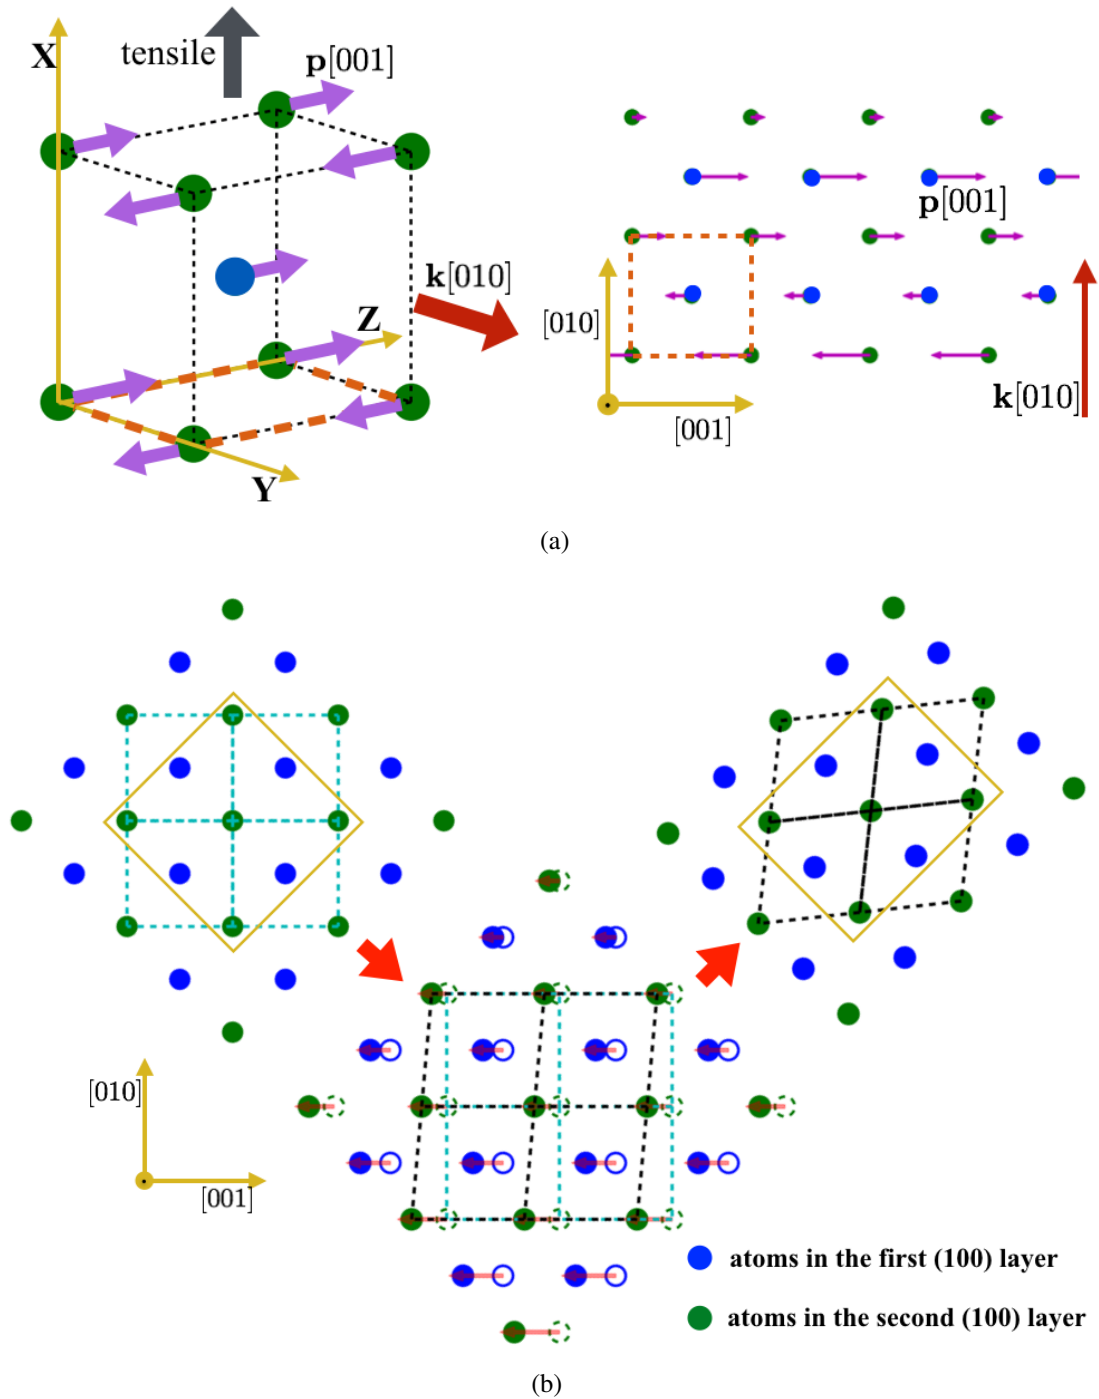 X
tensile
p[001]
k[010]
Z
Y
p[001]
[010]
[001]
k[010]
(a)
[010]
[001]
atoms in the first (100) layer
atoms in the second (100) layer
(b)